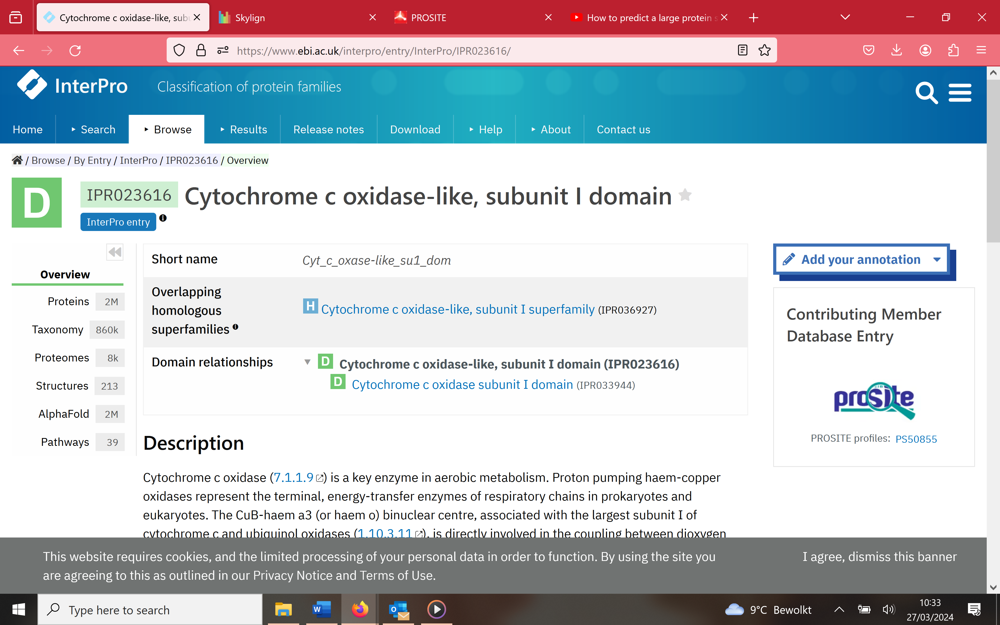 Cytochrome c oxidase-like, sub
Skylign
PROSITE
How to predict a large protein s
https://www.ebi.ac.uk/interpro/entry/InterPro/IPR023616/
InterPro
Classification of protein families
Home
Search
Browse
Results
Release notes
Download
Help
About
Contact us
/ Browse / By Entry / InterPro / IPR023616 / Overview
D
IPR023616
Cytochrome c oxidase-like, subunit I domain
InterPro entry
Overview
Proteins 2M
Taxonomy 860k
Proteomes 8k
Structures 213
AlphaFold 2M
Pathways 39
Short name
Cyt_c_oxase-like_su1_dom
Overlapping
homologous
superfamilies
H Cytochrome c oxidase-like, subunit I superfamily (IPR036927)
Domain relationships
D Cytochrome c oxidase-like, subunit I domain (IPR023616)
D Cytochrome c oxidase subunit I domain (IPR033944)
Add your annotation
Contributing Member
Database Entry
SIB
prosite
PROSITE profiles: PS50855
Description
Cytochrome c oxidase (7.1.1.9) is a key enzyme in aerobic metabolism. Proton pumping haem-copper
oxidases represent the terminal, energy-transfer enzymes of respiratory chains in prokaryotes and
eukaryotes. The CuB-haem a3 (or haem o) binuclear centre, associated with the largest subunit I of
cytochrome c and ubiquinol oxidases (1.10.3.11), is directly involved in the coupling between dioxygen
This website requires cookies, and the limited processing of your personal data in order to function. By using the site you
are agreeing to this as outlined in our Privacy Notice and Terms of Use.
I agree, dismiss this banner
Type here to search
9°C Bewolkt
10:33
27/03/2024